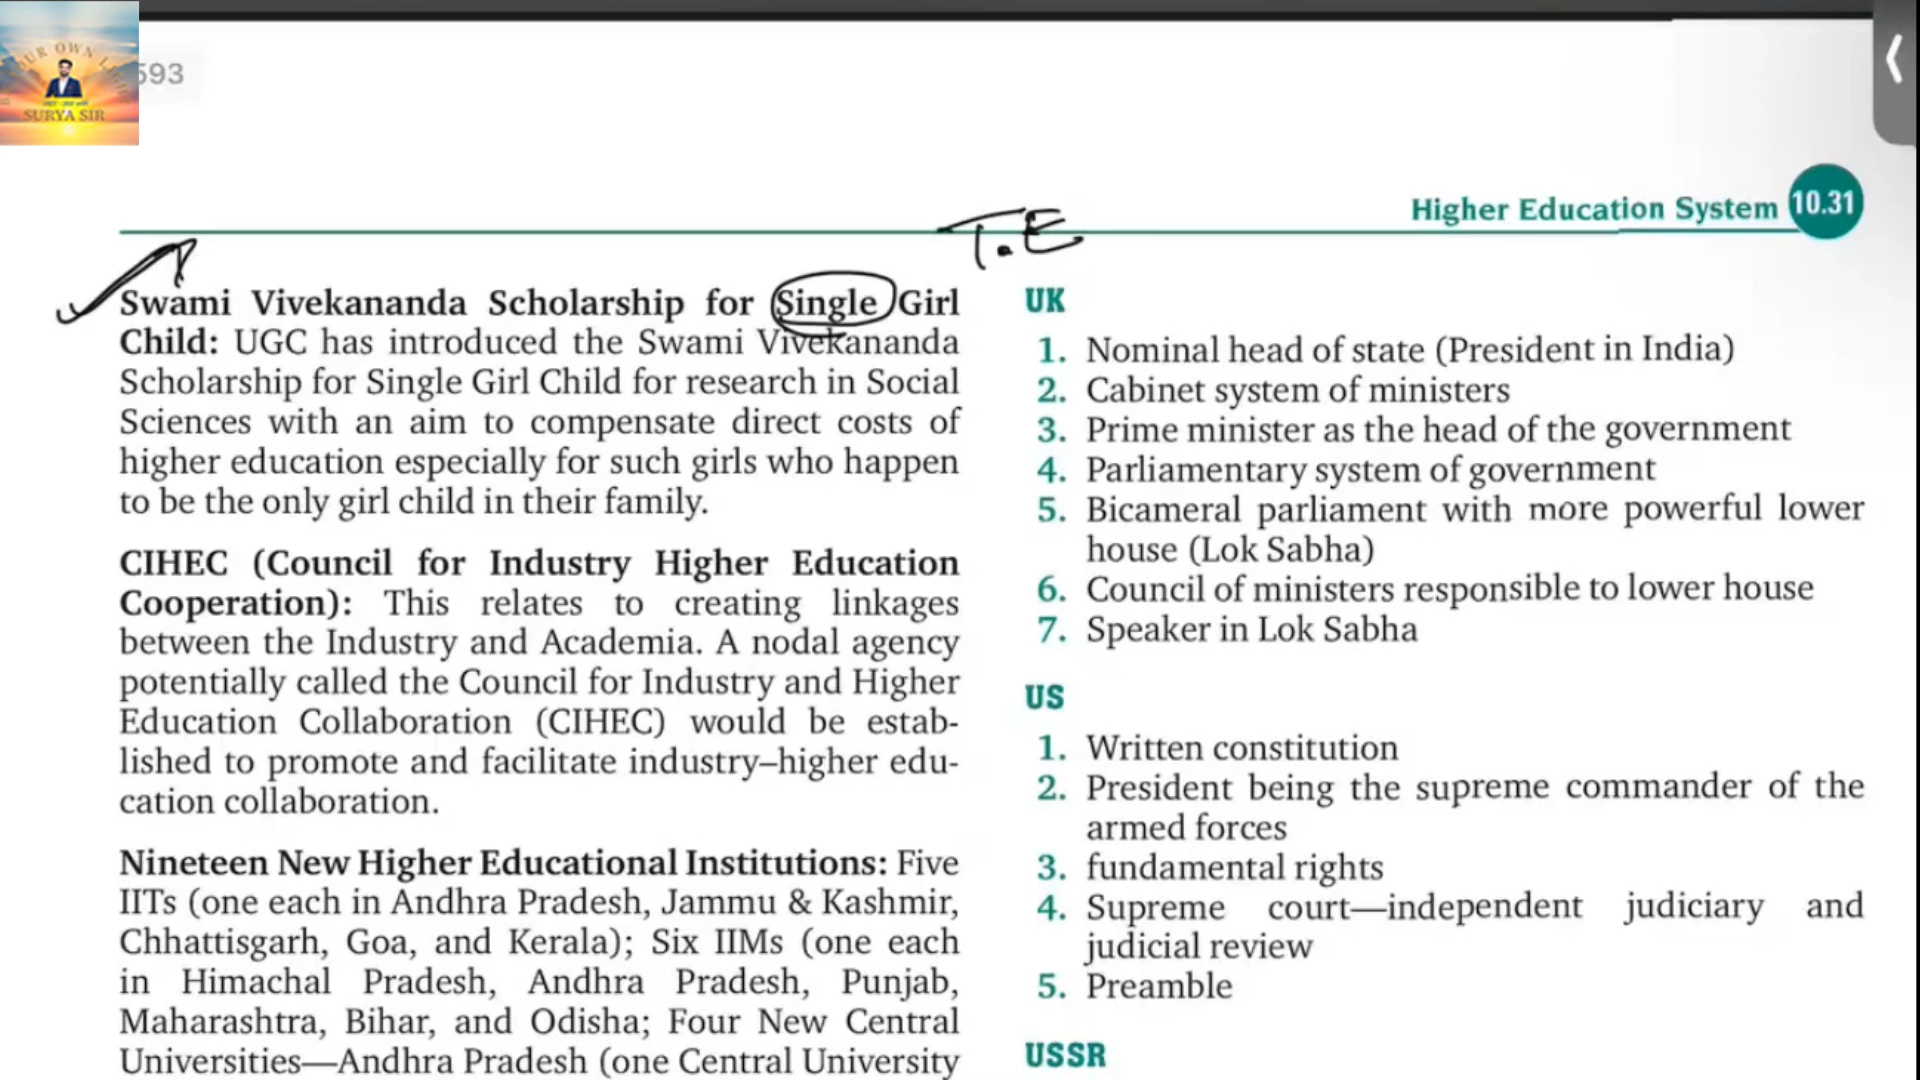 OUR OWN LIGHT
SURYA SIR
593
Higher Education System 10.31
T.E
Swami Vivekananda Scholarship for Single Girl
Child: UGC has introduced the Swami Vivekananda
Scholarship for Single Girl Child for research in Social
Sciences with an aim to compensate direct costs of
higher education especially for such girls who happen
to be the only girl child in their family.
CIHEC (Council for Industry Higher Education
Cooperation): This relates to creating linkages
between the Industry and Academia. A nodal agency
potentially called the Council for Industry and Higher
Education Collaboration (CIHEC) would be estab-
lished to promote and facilitate industry–higher edu-
cation collaboration.
Nineteen New Higher Educational Institutions: Five
IITs (one each in Andhra Pradesh, Jammu & Kashmir,
Chhattisgarh, Goa, and Kerala); Six IIMs (one each
in Himachal Pradesh, Andhra Pradesh, Punjab,
Maharashtra, Bihar, and Odisha; Four New Central
Universities—Andhra Pradesh (one Central University
UK
1. Nominal head of state (President in India)
2. Cabinet system of ministers
3. Prime minister as the head of the government
4. Parliamentary system of government
5. Bicameral parliament with more powerful lower
house (Lok Sabha)
6. Council of ministers responsible to lower house
7. Speaker in Lok Sabha
US
1. Written constitution
2. President being the supreme commander of the
armed forces
3. fundamental rights
4. Supreme court—independent judiciary and
judicial review
5. Preamble
USSR